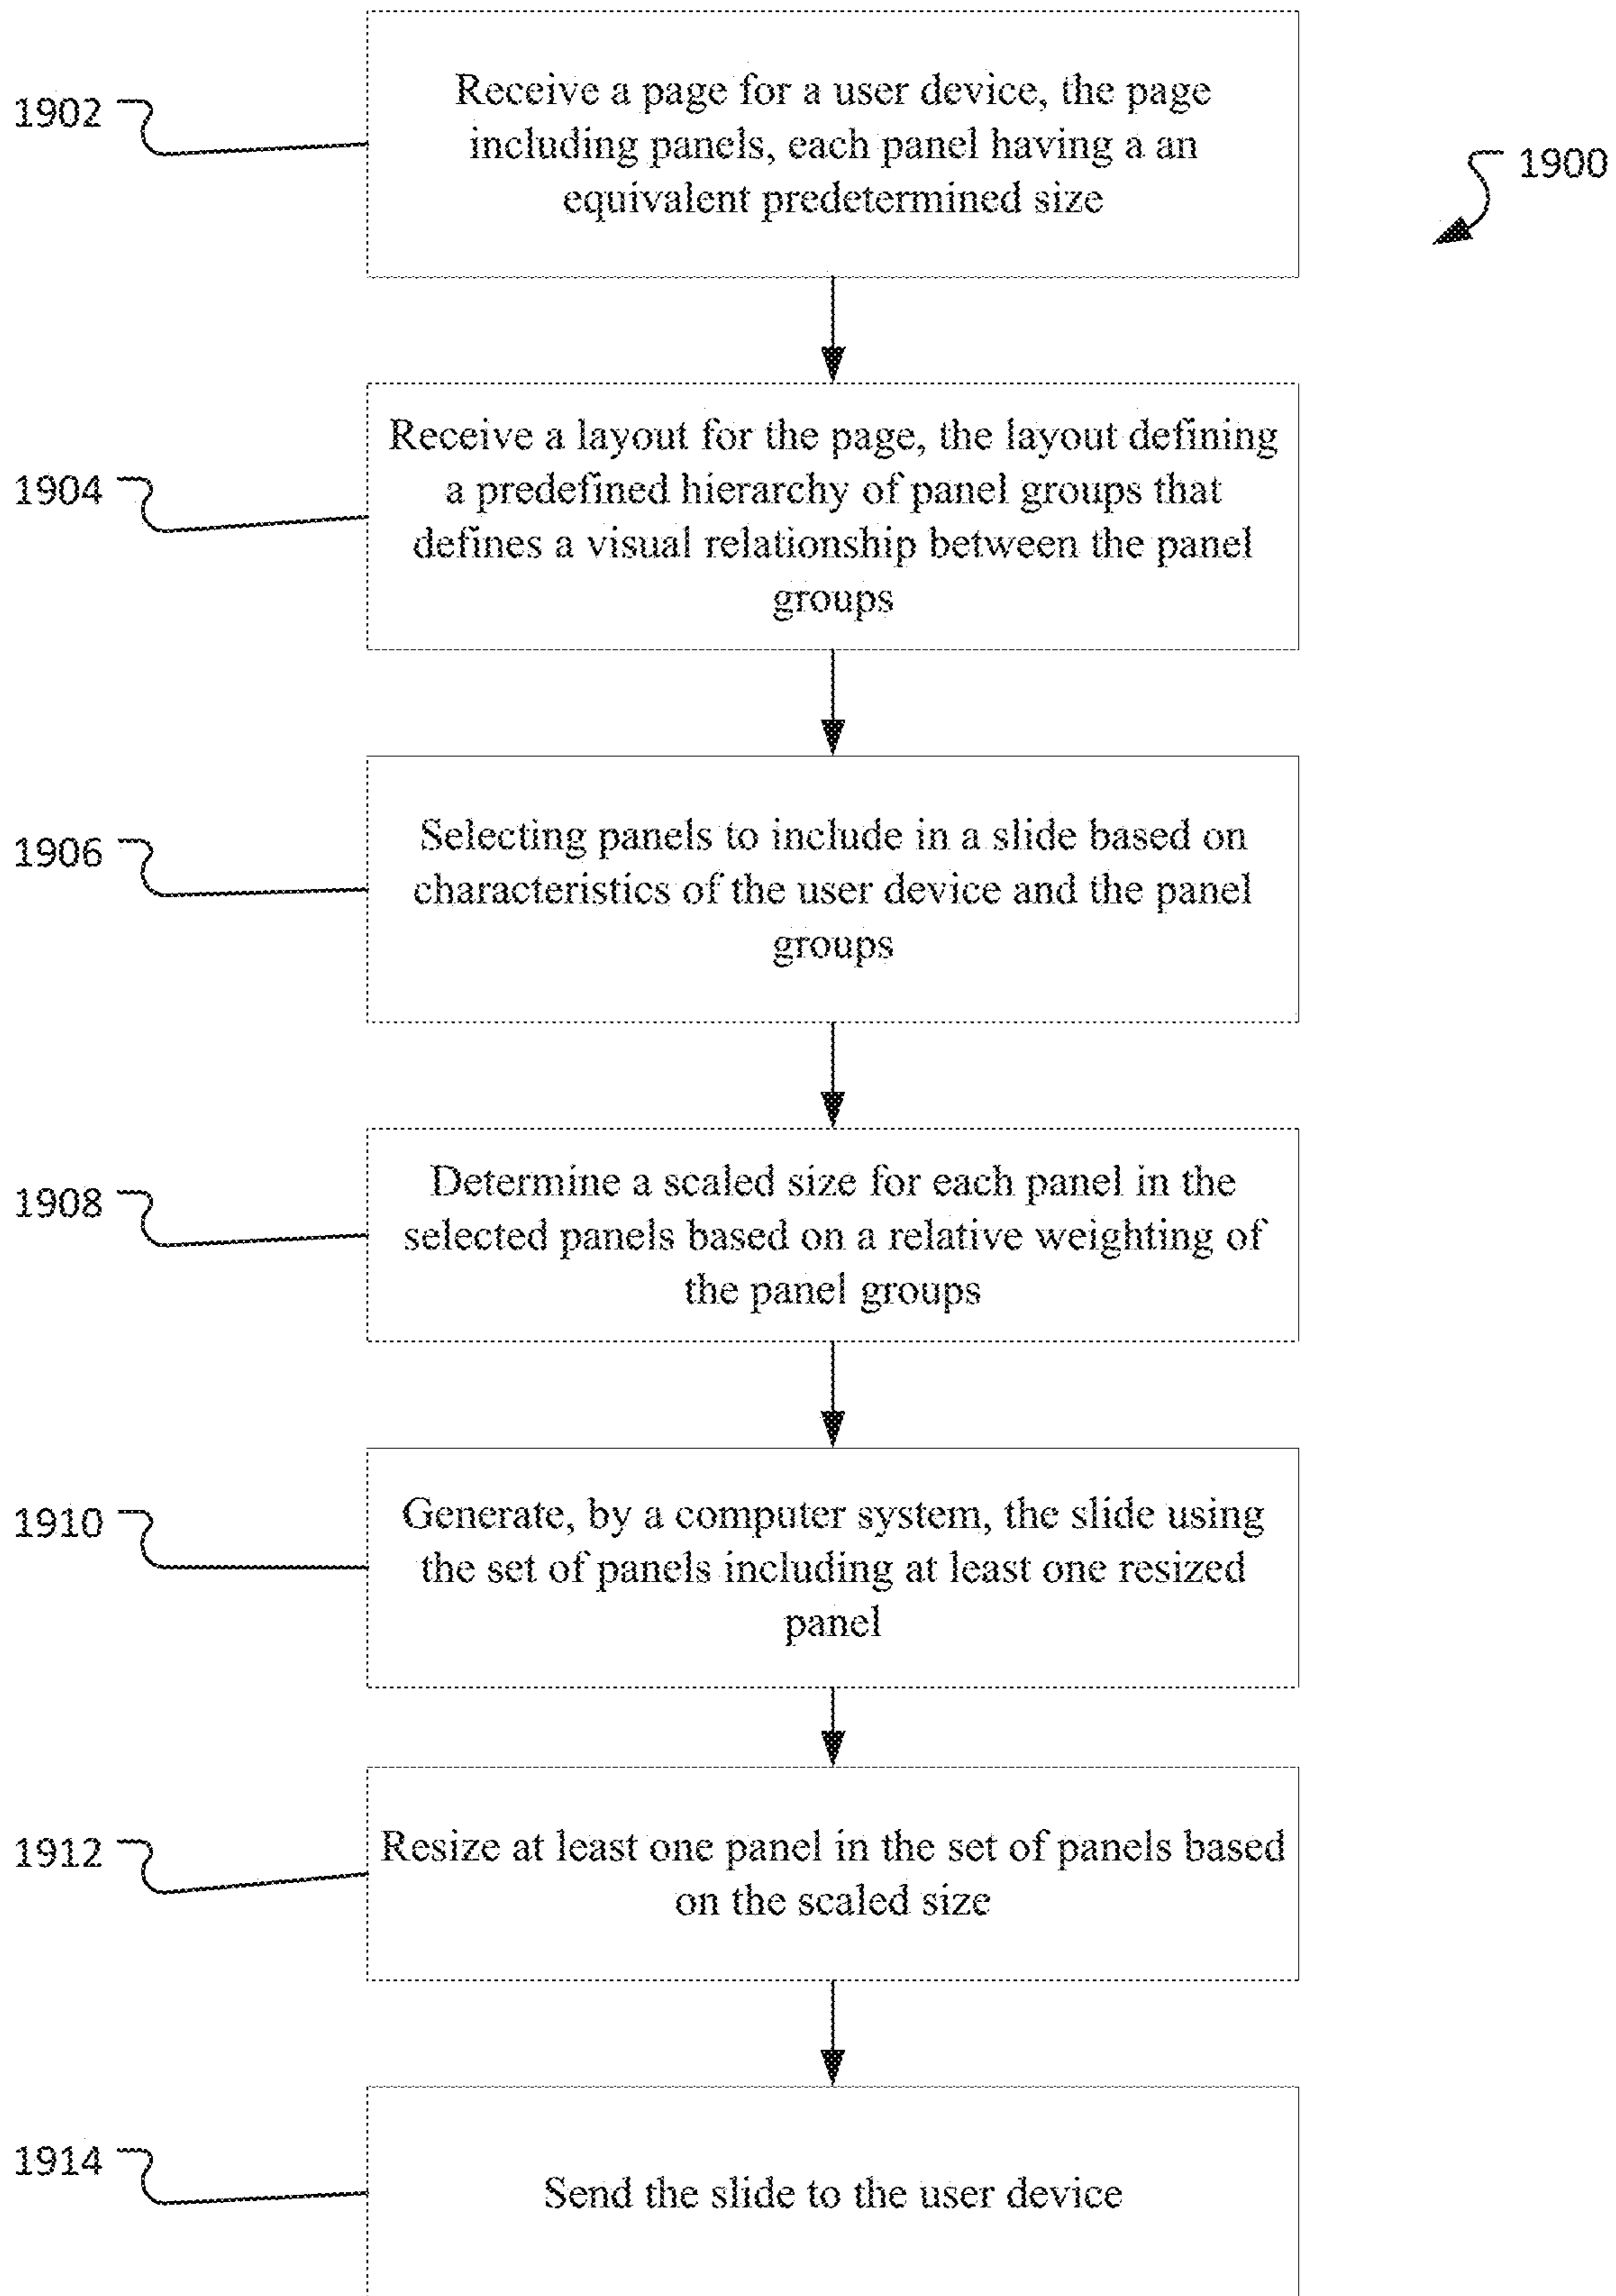 1902
Receive a page for a user device, the page
including panels, each panel having a an
equivalent predetermined size
1900
1904
Receive a layout for the page, the layout defining
a predefined hierarchy of panel groups that
defines a visual relationship between the panel
groups
1906
Selecting panels to include in a slide based on
characteristics of the user device and the panel
groups
1908
Determine a scaled size for each panel in the
selected panels based on a relative weighting of
the panel groups
1910
Generate, by a computer system, the slide using
the set of panels including at least one resized
panel
1912
Resize at least one panel in the set of panels based
on the scaled size
1914
Send the slide to the user device